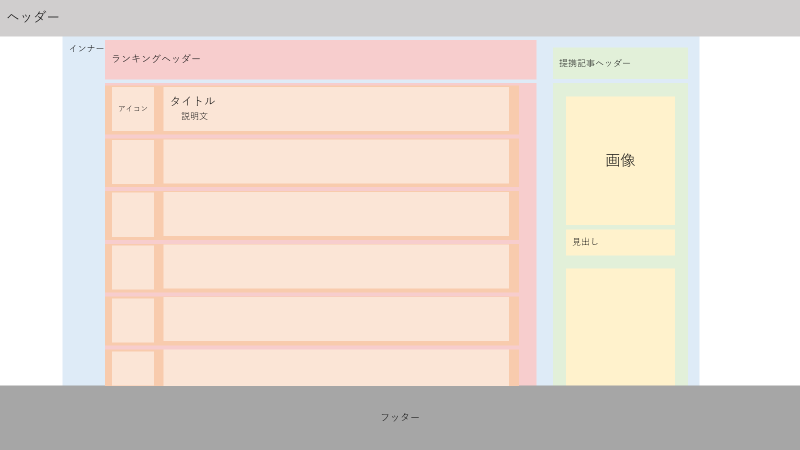 ヘッダー
インナー
ランキングヘッダー
アイコン
タイトル
説明文
提携記事ヘッダー
画像
見出し
フッター